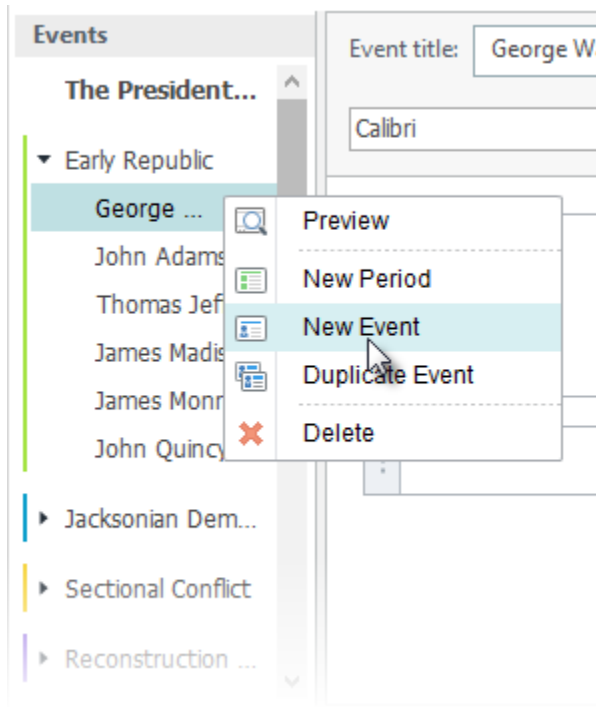 Events
The President...
Early Republic
George ...
John Adams
Thomas Jef
James Madis
James Monr
John Quincy
Jacksonian Dem...
Sectional Conflict
Reconstruction ...
Event title: George Wa
Calibri
Preview
New Period
New Event
Duplicate Event
Delete